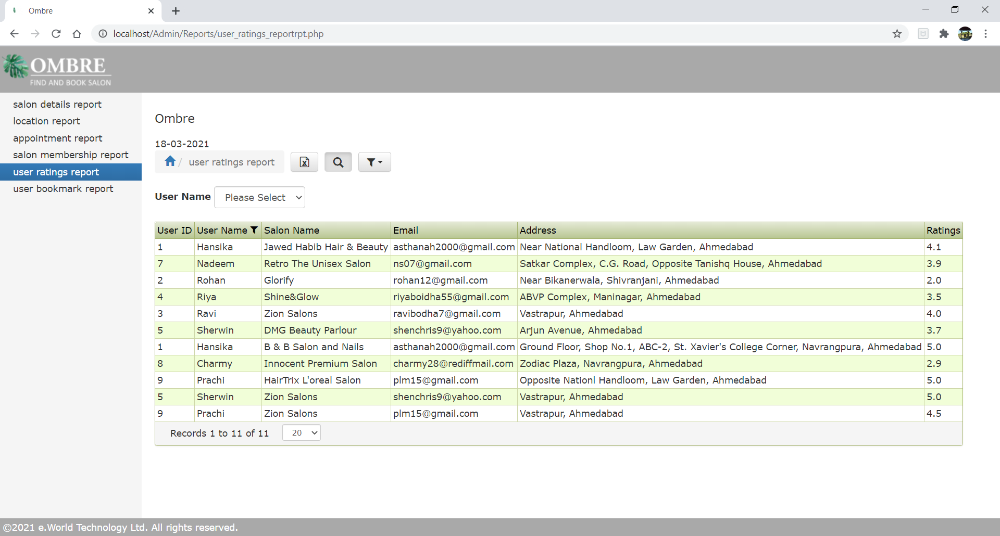 Ombre
localhost/Admin/Reports/user_ratings_reportrpt.php
OMBRE
FIND AND BOOK SALON
salon details report
location report
appointment report
salon membership report
user ratings report
user bookmark report
Ombre
18-03-2021
/ user ratings report
User Name Please Select
User ID User Name Salon Name Email Address Ratings
1 Hansika Jawed Habib Hair & Beauty asthanah2000@gmail.com Near National Handloom, Law Garden, Ahmedabad 4.1
7 Nadeem Retro The Unisex Salon ns07@gmail.com Satkar Complex, C.G. Road, Opposite Tanishq House, Ahmedabad 3.9
2 Rohan Glorify rohan12@gmail.com Near Bikanerwala, Shivranjani, Ahmedabad 2.0
4 Riya Shine&Glow riyaboidha55@gmail.com ABVP Complex, Maninagar, Ahmedabad 3.5
3 Ravi Zion Salons ravibodha7@gmail.com Vastrapur, Ahmedabad 4.0
5 Sherwin DMG Beauty Parlour shenchris9@yahoo.com Arjun Avenue, Ahmedabad 3.7
1 Hansika B & B Salon and Nails asthanah2000@gmail.com Ground Floor, Shop No.1, ABC-2, St. Xavier's College Corner, Navrangpura, Ahmedabad 5.0
8 Charmy Innocent Premium Salon charmy28@rediffmail.com Zodiac Plaza, Navrangpura, Ahmedabad 2.9
9 Prachi HairTrix L'oreal Salon plm15@gmail.com Opposite Nationl Handloom, Law Garden, Ahmedabad 5.0
5 Sherwin Zion Salons shenchris9@yahoo.com Vastrapur, Ahmedabad 5.0
9 Prachi Zion Salons plm15@gmail.com Vastrapur, Ahmedabad 4.5
Records 1 to 11 of 11 20
©2021 e.World Technology Ltd. All rights reserved.